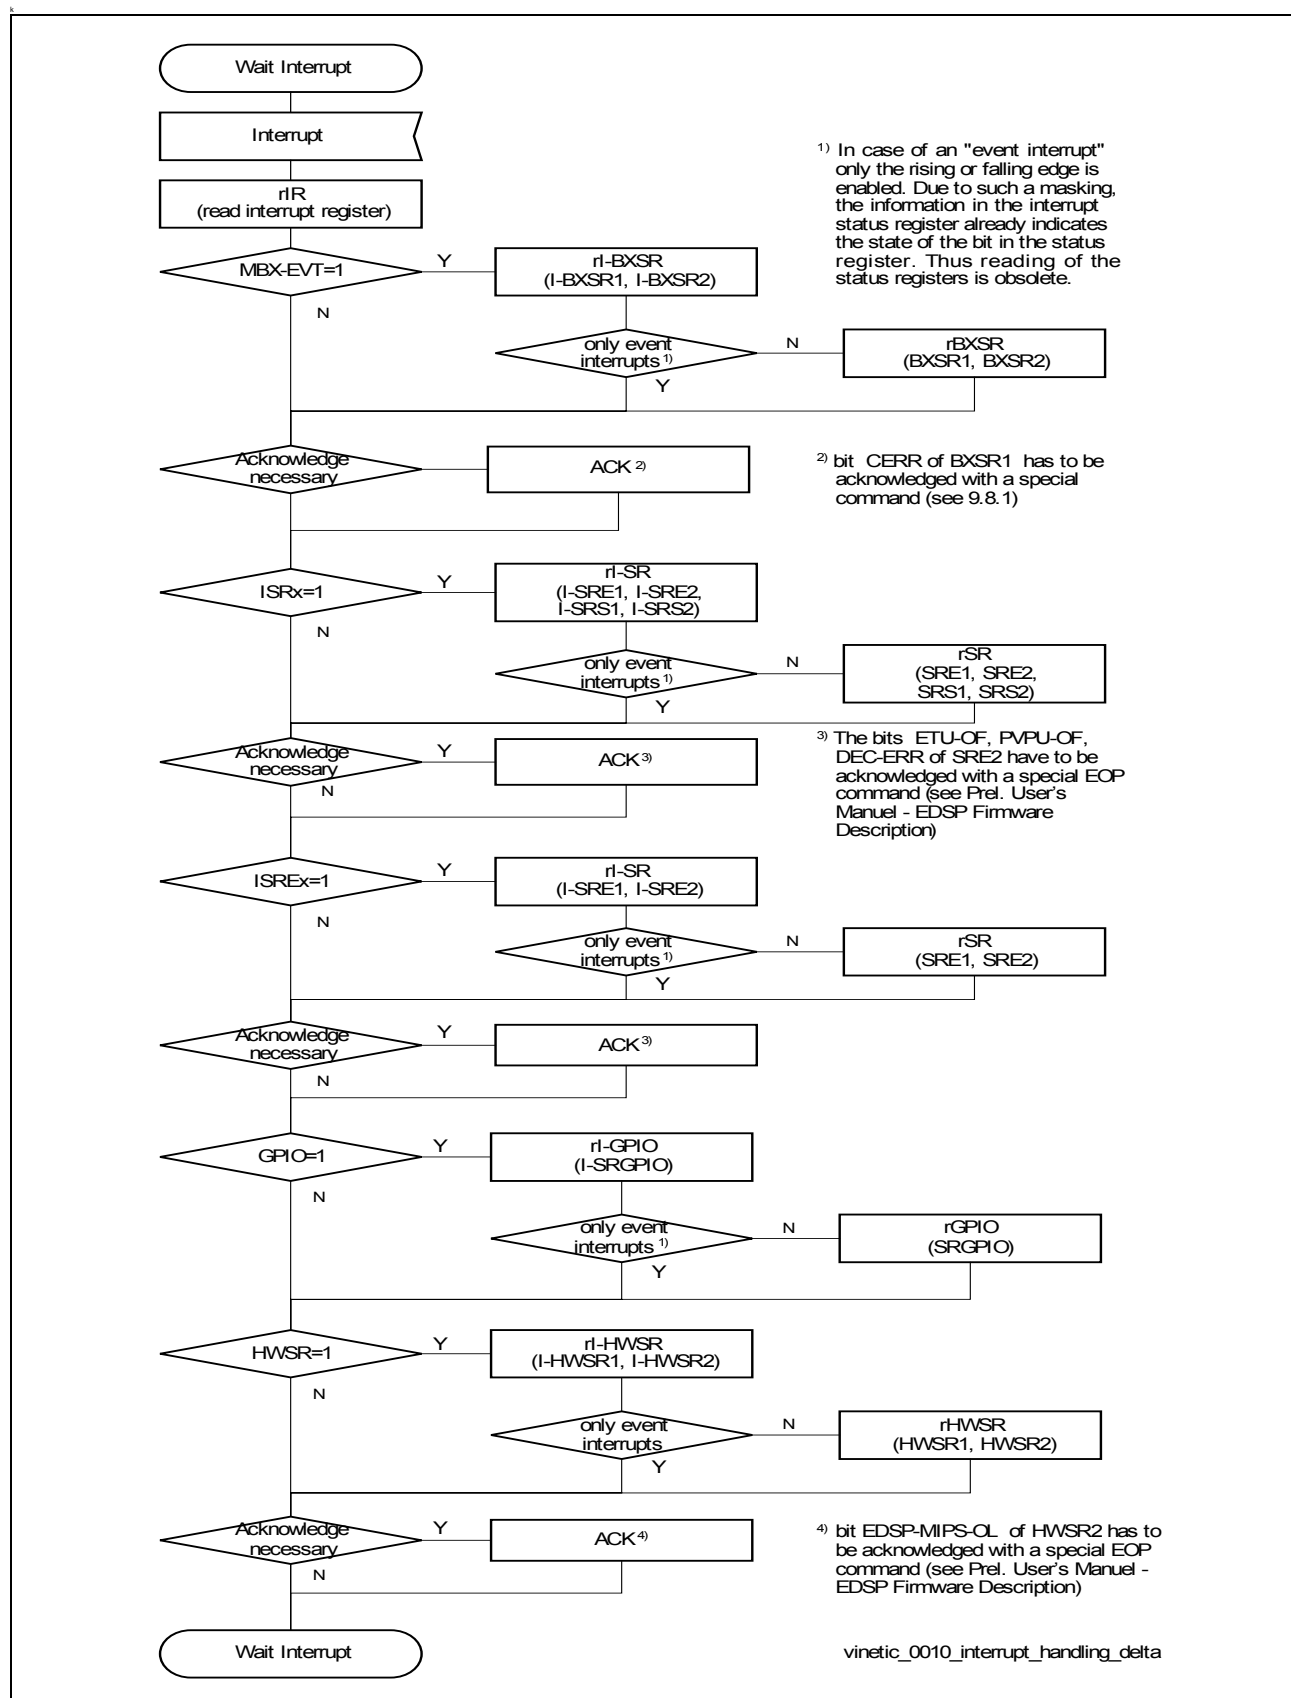 k
Wait Interrupt
Interrupt
rIR
(read interrupt register)
1) In case of an "event interrupt"
only the rising or falling edge is
enabled. Due to such a masking,
the information in the interrupt
status register already indicates
the state of the bit in the status
register. Thus reading of the
status registers is obsolete.
MBX-EVT=1
Y
N
rI-BXSR
(I-BXSR1, I-BXSR2)
only event
interrupts 1)
N
Y
rBXSR
(BXSR1, BXSR2)
Acknowledge
necessary
ACK 2)
2) bit CERR of BXSR1 has to be
acknowledged with a special
command (see 9.8.1)
ISRx=1
Y
N
rI-SR
(I-SRE1, I-SRE2,
I-SRS1, I-SRS2)
only event
interrupts 1)
N
Y
rSR
(SRE1, SRE2,
SRS1, SRS2)
Acknowledge
necessary
Y
N
ACK 3)
3) The bits ETU-OF, PVPU-OF,
DEC-ERR of SRE2 have to be
acknowledged with a special EOP
command (see Prel. User's
Manuel - EDSP Firmware
Description)
ISREx=1
Y
N
rI-SR
(I-SRE1, I-SRE2)
only event
interrupts 1)
N
Y
rSR
(SRE1, SRE2)
Acknowledge
necessary
Y
N
ACK 3)
GPIO=1
Y
N
rI-GPIO
(I-SRGPIO)
only event
interrupts 1)
N
Y
rGPIO
(SRGPIO)
HWSR=1
Y
N
rI-HWSR
(I-HWSR1, I-HWSR2)
only event
interrupts
N
Y
rHWSR
(HWSR1, HWSR2)
Acknowledge
necessary
Y
N
ACK 4)
4) bit EDSP-MIPS-OL of HWSR2 has to
be acknowledged with a special EOP
command (see Prel. User's Manuel -
EDSP Firmware Description)
Wait Interrupt
vinetic_0010_interrupt_handling_delta